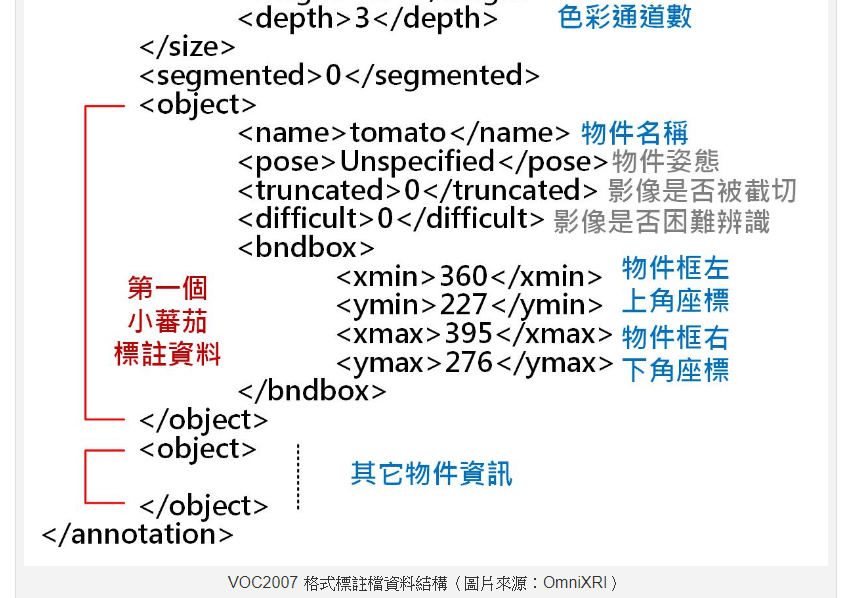 <depth>3</depth> 色彩通道數
</size>
<segmented>0</segmented>
<object>
<name>tomato</name> 物件名稱
<pose>Unspecified</pose>物件姿態
<truncated>0</truncated> 影像是否被截切
<difficult>0</difficult> 影像是否困難辨識
<bndbox>
<xmin>360</xmin> 物件框左
<ymin>227</ymin> 上角座標
<xmax>395</xmax> 物件框右
<ymax>276</ymax> 下角座標
第一個
小蕃茄
標註資料
</bndbox>
</object>
<object>
其它物件資訊
</object>
</annotation>
VOC2007 格式標註檔資料結構（圖片來源：OmniXRI）